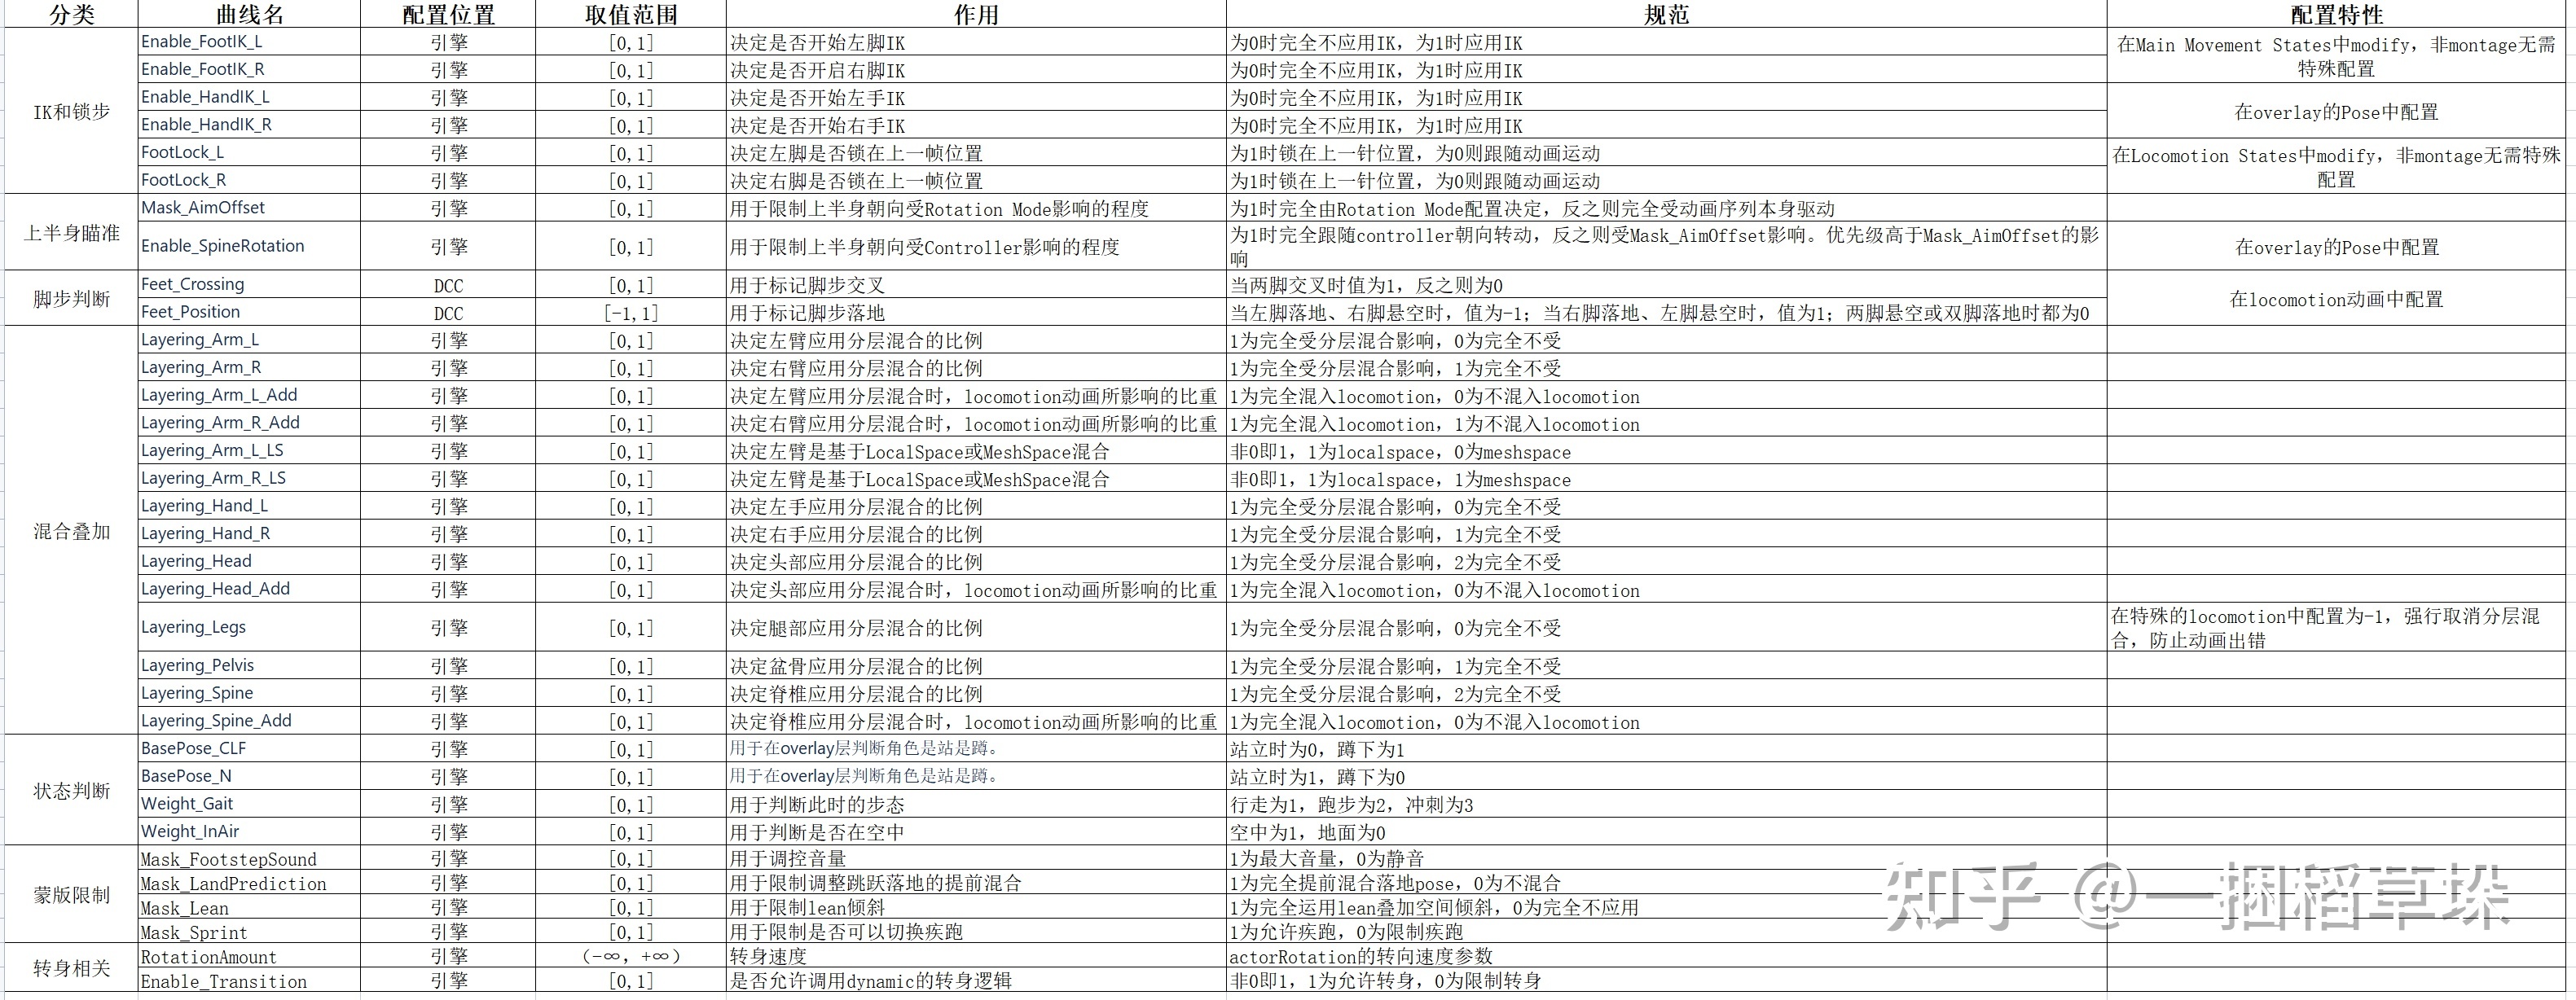 分类 曲线名 配置位置 取值范围 作用 规范 配置特性
IK和锁步 Enable_FootIK_L 引擎 [0,1] 决定是否开始左脚IK 为0时完全不应用IK，为1时应用IK 在Main Movement States中modify，非montage无需
特殊配置
Enable_FootIK_R 引擎 [0,1] 决定是否开启右脚IK 为0时完全不应用IK，为1时应用IK
Enable_HandIK_L 引擎 [0,1] 决定是否开始左手IK 为0时完全不应用IK，为1时应用IK 在overlay的Pose中配置
Enable_HandIK_R 引擎 [0,1] 决定是否开始右手IK 为0时完全不应用IK，为1时应用IK
FootLock_L 引擎 [0,1] 决定左脚是否锁在上一帧位置 为1时锁在上一针位置，为0则跟随动画运动 在Locomotion States中modify，非montage无需特殊
配置
FootLock_R 引擎 [0,1] 决定右脚是否锁在上一帧位置 为1时锁在上一针位置，为0则跟随动画运动
上半身瞄准 Mask_AimOffset 引擎 [0,1] 用于限制上半身朝向受Rotation Mode影响的程度 为1时完全由Rotation Mode配置决定，反之则完全受动画序列本身驱动
Enable_SpineRotation 引擎 [0,1] 用于限制上半身朝向受Controller影响的程度 为1时完全跟随controller朝向转动，反之则受Mask_AimOffset影响。优先级高于Mask_AimOffset的影
响 在overlay的Pose中配置
脚步判断 Feet_Crossing DCC [0,1] 用于标记脚步交叉 当两脚交叉时值为1，反之则为0 在locomotion动画中配置
Feet_Position DCC [-1,1] 用于标记脚步落地 当左脚落地、右脚悬空时，值为-1；当右脚落地、左脚悬空时，值为1；两脚悬空或双脚落地时都为0
混合叠加 Layering_Arm_L 引擎 [0,1] 决定左臂应用分层混合的比例 1为完全受分层混合影响，0为完全不受
Layering_Arm_R 引擎 [0,1] 决定右臂应用分层混合的比例 1为完全受分层混合影响，1为完全不受
Layering_Arm_L_Add 引擎 [0,1] 决定左臂应用分层混合时，locomotion动画所影响的比重 1为完全混入locomotion，0为不混入locomotion
Layering_Arm_R_Add 引擎 [0,1] 决定右臂应用分层混合时，locomotion动画所影响的比重 1为完全混入locomotion，1为不混入locomotion
Layering_Arm_L_LS 引擎 [0,1] 决定左臂是基于LocalSpace或MeshSpace混合 非0即1，1为localspace，0为meshspace
Layering_Arm_R_LS 引擎 [0,1] 决定左臂是基于LocalSpace或MeshSpace混合 非0即1，1为localspace，1为meshspace
Layering_Hand_L 引擎 [0,1] 决定左手应用分层混合的比例 1为完全受分层混合影响，0为完全不受
Layering_Hand_R 引擎 [0,1] 决定右手应用分层混合的比例 1为完全受分层混合影响，1为完全不受
Layering_Head 引擎 [0,1] 决定头部应用分层混合的比例 1为完全受分层混合影响，2为完全不受
Layering_Head_Add 引擎 [0,1] 决定头部应用分层混合时，locomotion动画所影响的比重 1为完全混入locomotion，0为不混入locomotion
Layering_Legs 引擎 [0,1] 决定腿部应用分层混合的比例 1为完全受分层混合影响，0为完全不受 在特殊的locomotion中配置为-1，强行取消分层混
合，防止动画出错
Layering_Pelvis 引擎 [0,1] 决定盆骨应用分层混合的比例 1为完全受分层混合影响，1为完全不受
Layering_Spine 引擎 [0,1] 决定脊椎应用分层混合的比例 1为完全受分层混合影响，2为完全不受
Layering_Spine_Add 引擎 [0,1] 决定脊椎应用分层混合时，locomotion动画所影响的比重 1为完全混入locomotion，0为不混入locomotion
状态判断 BasePose_CLF 引擎 [0,1] 用于在overlay层判断角色是站是蹲。 站立时为0，蹲下为1
BasePose_N 引擎 [0,1] 用于在overlay层判断角色是站是蹲。 站立时为1，蹲下为0
Weight_Gait 引擎 [0,1] 用于判断此时的步态 行走为1，跑步为2，冲刺为3
Weight_InAir 引擎 [0,1] 用于判断是否在空中 空中为1，地面为0
蒙版限制 Mask_FootstepSound 引擎 [0,1] 用于调控音量 1为最大音量，0为静音
Mask_LandPrediction 引擎 [0,1] 用于限制调整跳跃落地的提前混合 1为完全提前混合落地pose，0为不混合
Mask_Lean 引擎 [0,1] 用于限制lean倾斜 1为完全运用lean叠加空间倾斜，0为完全不应用
Mask_Sprint 引擎 [0,1] 用于限制是否可以切换疾跑 1为允许疾跑，0为限制疾跑
转身相关 RotationAmount 引擎 （-∞，+∞） 转身速度 actorRotation的转向速度参数
Enable_Transition 引擎 [0,1] 是否允许调用dynamic的转身逻辑 非0即1，1为允许转身，0为限制转身
知乎 @一捆稻草垛